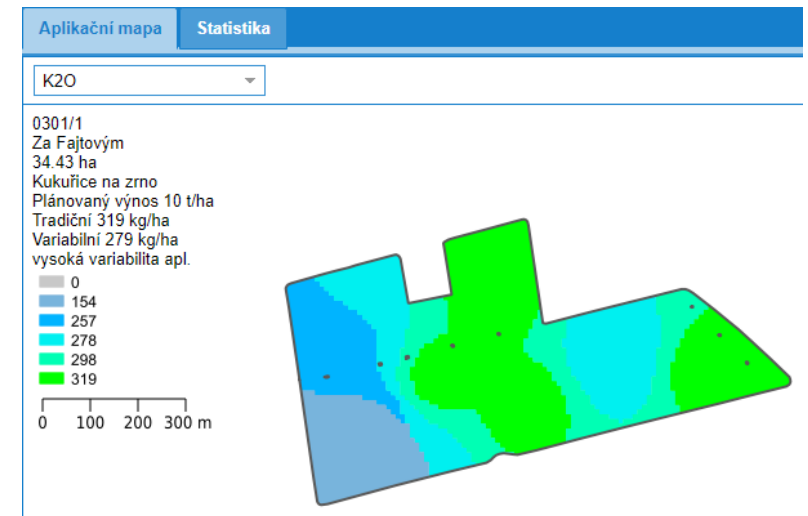 Aplikační mapa
Statistika
K2O
0301/1
Za Fajtovým
34.43 ha
Kukuřice na zrno
Plánovaný výnos 10 t/ha
Tradiční 319 kg/ha
Variabilní 279 kg/ha
vysoká variabilita apl.
0
154
257
278
298
319
0 100 200 300 m